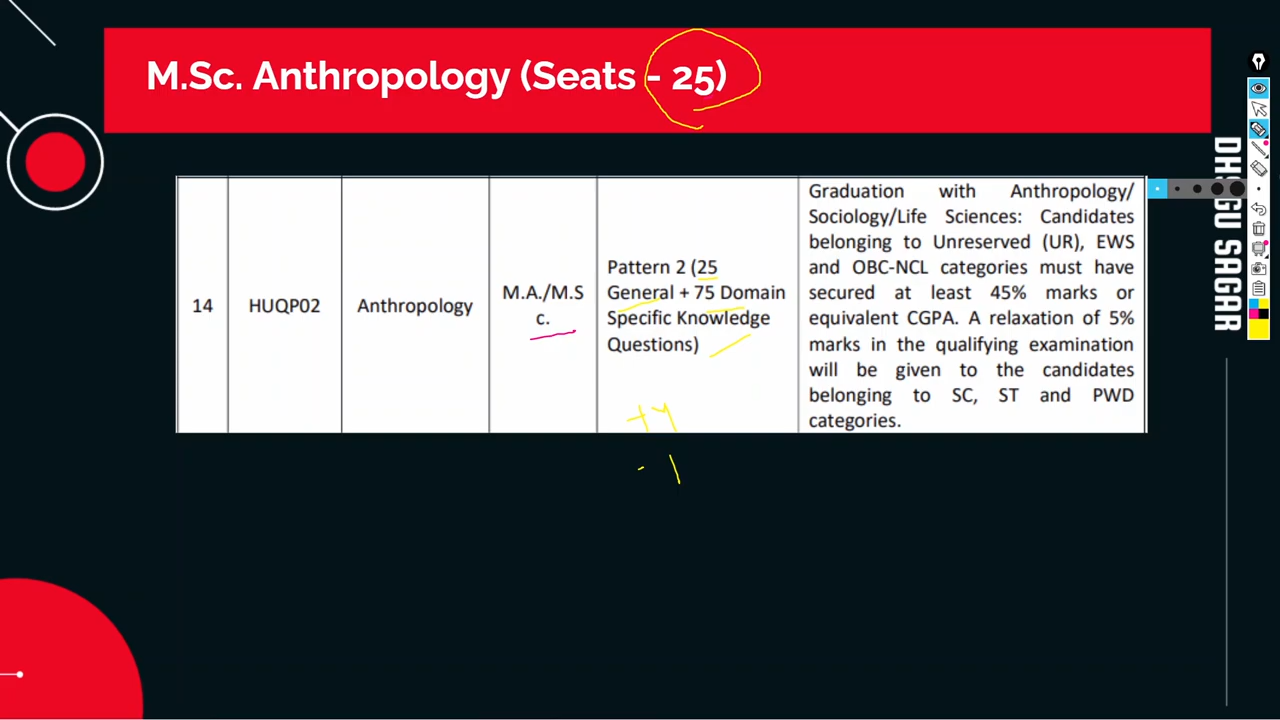 M.Sc. Anthropology (Seats - 25)
14
HUQP02
Anthropology
M.A./M.S
c.
Pattern 2 (25
General + 75 Domain
Specific Knowledge
Questions)
Graduation with Anthropology/
Sociology/Life Sciences: Candidates
belonging to Unreserved (UR), EWS
and OBC-NCL categories must have
secured at least 45% marks or
equivalent CGPA. A relaxation of 5%
marks in the qualifying examination
will be given to the candidates
belonging to SC, ST and PWD
categories.
+4
-1
SAGAR